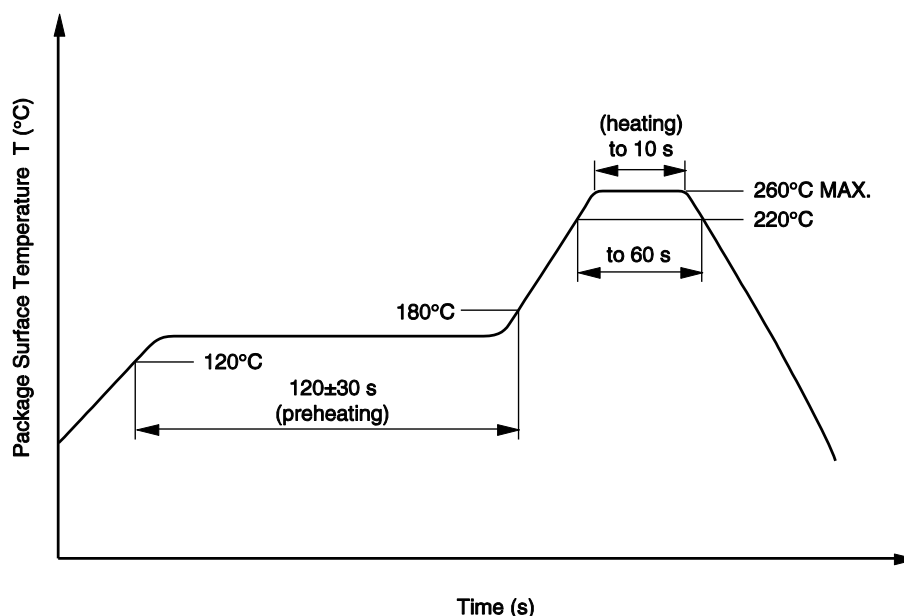 Package Surface Temperature T (°C)
(heating)
to 10 s
260°C MAX.
220°C
to 60 s
180°C
120°C
120±30 s
(preheating)
Time (s)